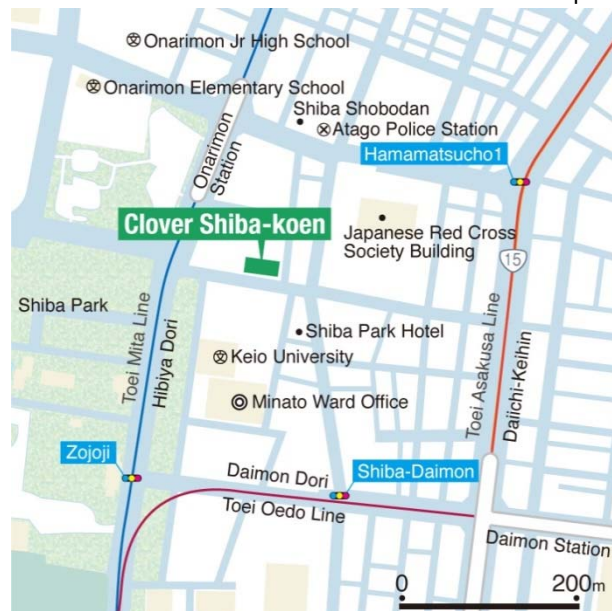 Onarimon Jr High School
Onarimon Elementary School
Shiba Shobodan
Atago Police Station
Hamamatsucho1
Onarimon
Station
Clover Shiba-koen
Japanese Red Cross
Society Building
15
Shiba Park
Toei Mita Line
Hibiya Dori
Shiba Park Hotel
Keio University
Minato Ward Office
Toei Asakusa Line
Daiichi-Keihin
Zojoji
Daimon Dori
Shiba-Daimon
Toei Oedo Line
Daimon Station
0
200m